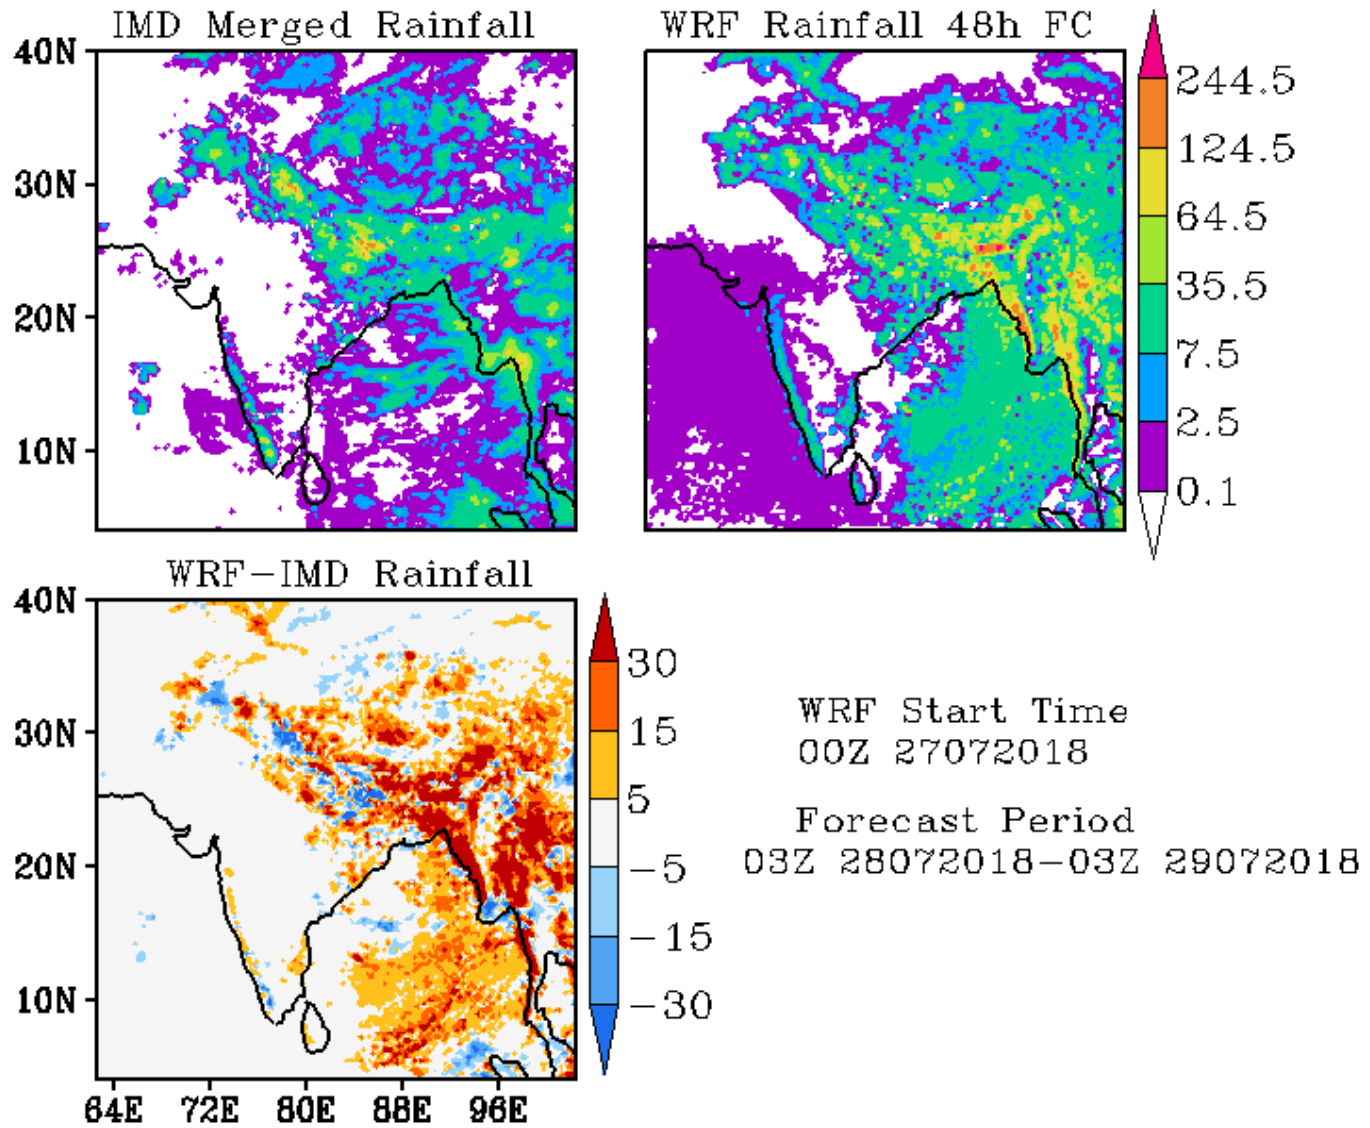 IMD Merged Rainfall
WRF Rainfall 48h FC
40N
30N
20N
10N
244.5
124.5
64.5
35.5
7.5
2.5
0.1
WRF-IMD Rainfall
40N
30N
20N
10N
64E 72E 80E 88E 96E
30
15
5
-5
-15
-30
WRF Start Time
00Z 27072018
Forecast Period
03Z 28072018-03Z 29072018